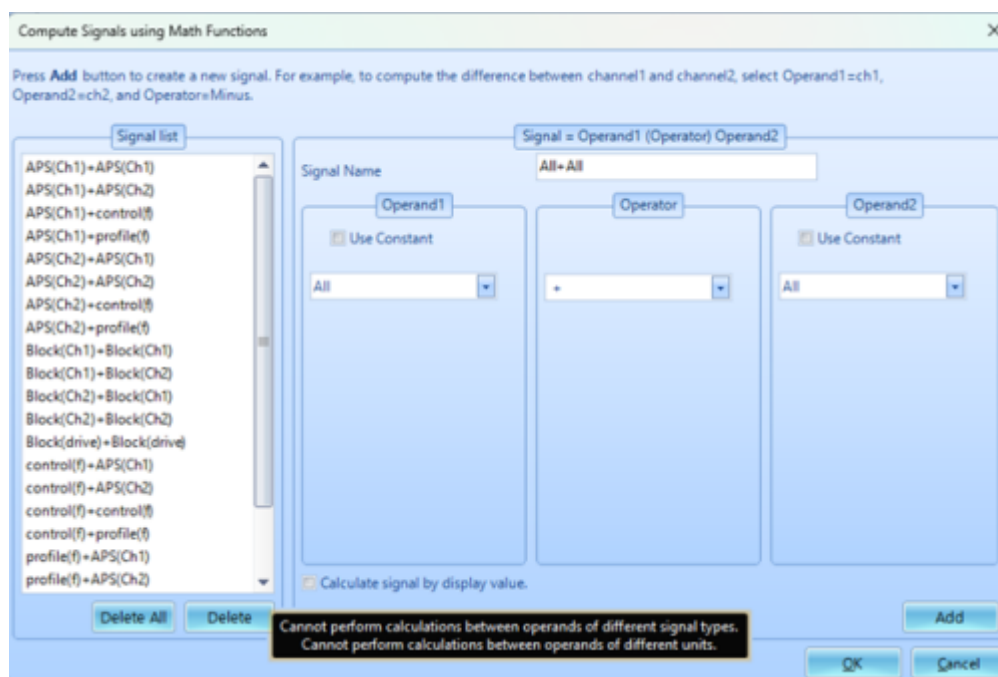 Compute Signals using Math Functions
Press Add button to create a new signal. For example, to compute the difference between channel1 and channel2, select Operand1=ch1,
Operand2=ch2, and Operator=Minus.
Signal list
APS(Ch1)+APS(Ch1)
APS(Ch1)+APS(Ch2)
APS(Ch1)+control(f)
APS(Ch1)+profile(f)
APS(Ch2)+APS(Ch1)
APS(Ch2)+APS(Ch2)
APS(Ch2)+control(f)
APS(Ch2)+profile(f)
Block(Ch1)+Block(Ch1)
Block(Ch1)+Block(Ch2)
Block(Ch2)+Block(Ch1)
Block(Ch2)+Block(Ch2)
Block(drive)+Block(drive)
control(f)+APS(Ch1)
control(f)+APS(Ch2)
control(f)+control(f)
control(f)+profile(f)
profile(f)+APS(Ch1)
profile(f)+APS(Ch2)
Delete All
Delete
Signal = Operand1 (Operator) Operand2
Signal Name
All+All
Operand1
Use Constant
All
Operator
+
Operand2
Use Constant
All
Calculate signal by display value.
Cannot perform calculations between operands of different signal types.
Cannot perform calculations between operands of different units.
Add
OK
Cancel